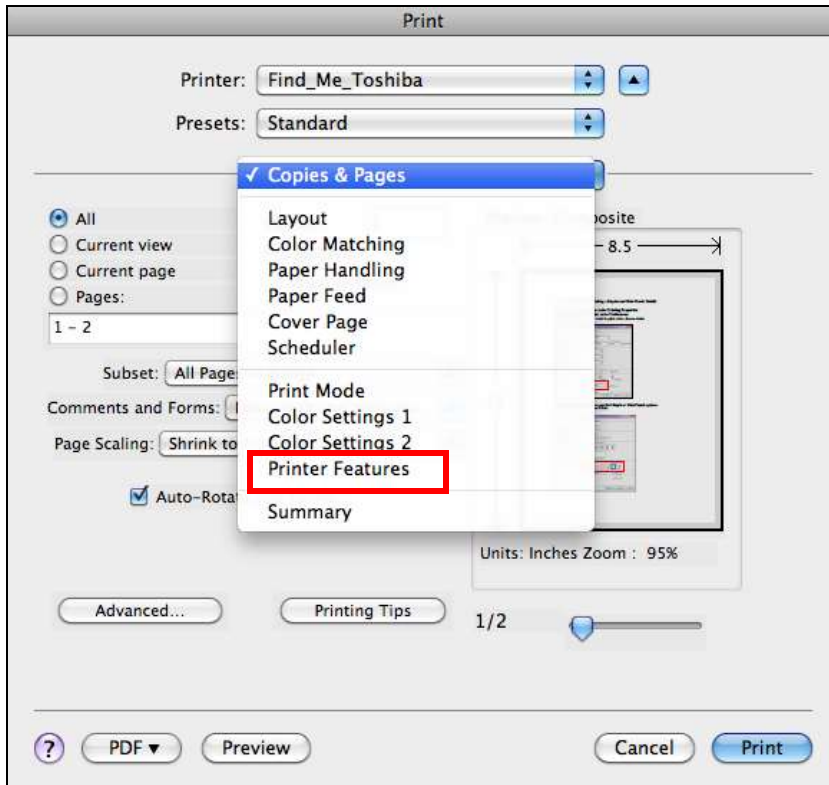 Print
Printer: Find_Me_Toshiba
Presets: Standard
✓ Copies & Pages
Layout
Color Matching
Paper Handling
Paper Feed
Cover Page
Scheduler
Print Mode
Color Settings 1
Color Settings 2
Printer Features
Summary
All
Current view
Current page
Pages:
1 - 2
Subset: All Page
Comments and Forms:
Page Scaling: Shrink to
Auto-Rota
osite
8.5
Units: Inches Zoom : 95%
Advanced...
Printing Tips
1/2
? PDF ▾ Preview Cancel Print